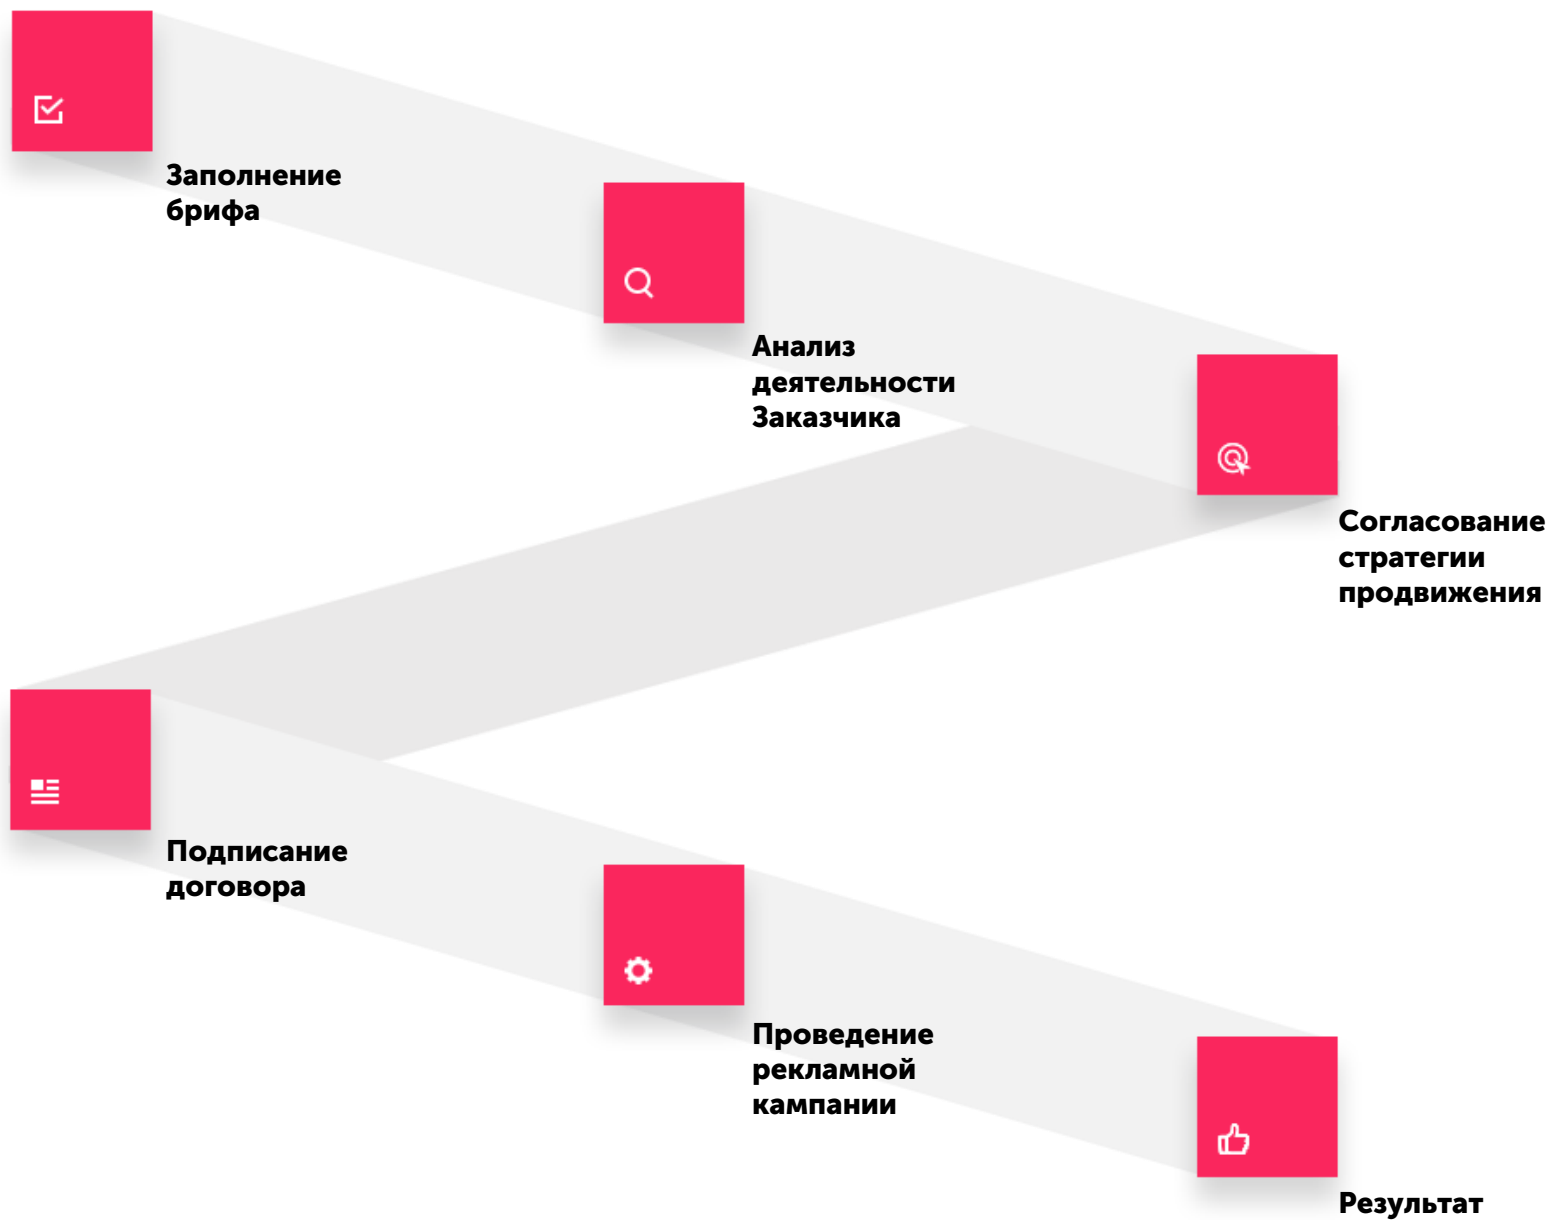 Заполнение
брифа
Анализ
деятельности
Заказчика
Согласование
стратегии
продвижения
Подписание
договора
Проведение
рекламной
кампании
Результат